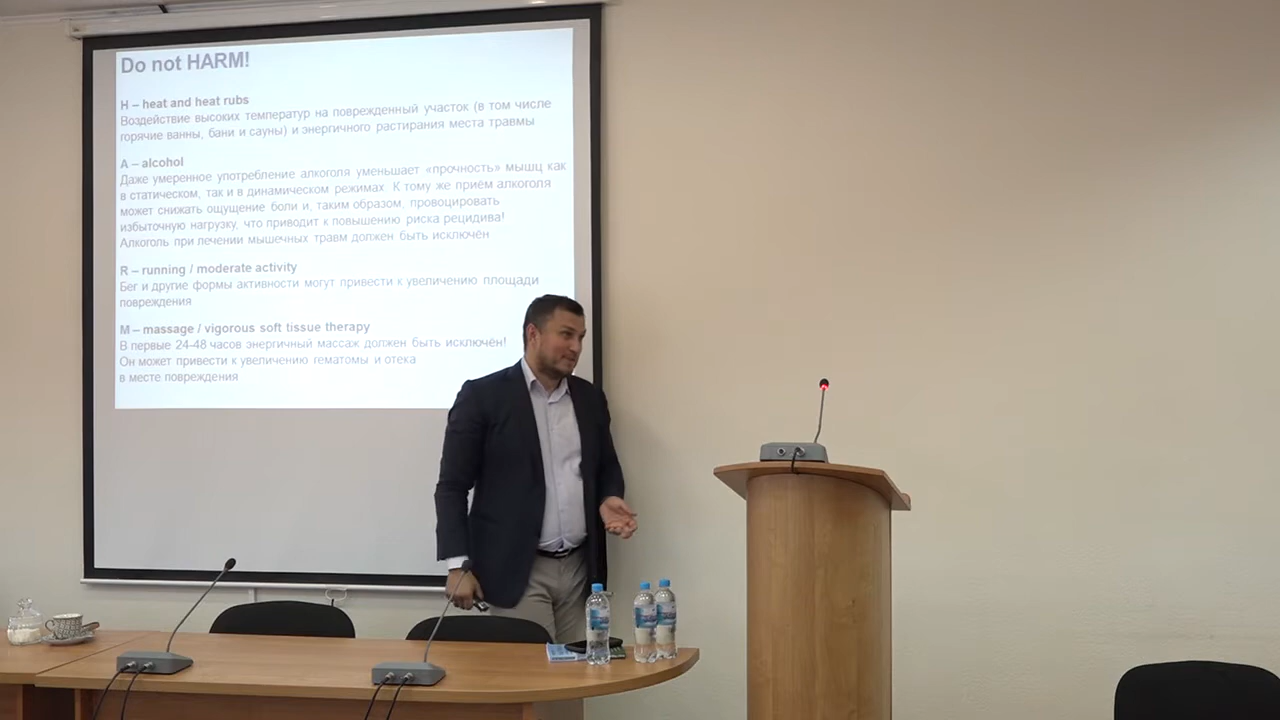 Do not HARM!
H – heat and heat rubs
Воздействие высоких температур на поврежденный участок (в том числе
горячие ванны, бани и сауны) и энергичного растирания места травмы
A – alcohol
Даже умеренное употребление алкоголя уменьшает «прочность» мышц как
в статическом, так и в динамическом режимах. К тому же прием алкоголя
может снижать ощущение боли и, таким образом, провоцировать
избыточную нагрузку, что приводит к повышению риска рецидива!
Алкоголь при лечении мышечных травм должен быть исключён
R – running / moderate activity
Бег и другие формы активности могут привести к увеличению площади
повреждения
M – massage / vigorous soft tissue therapy
В первые 24-48 часов энергичный массаж должен быть исключён!
Он может привести к увеличению гематомы и отека
в месте повреждения